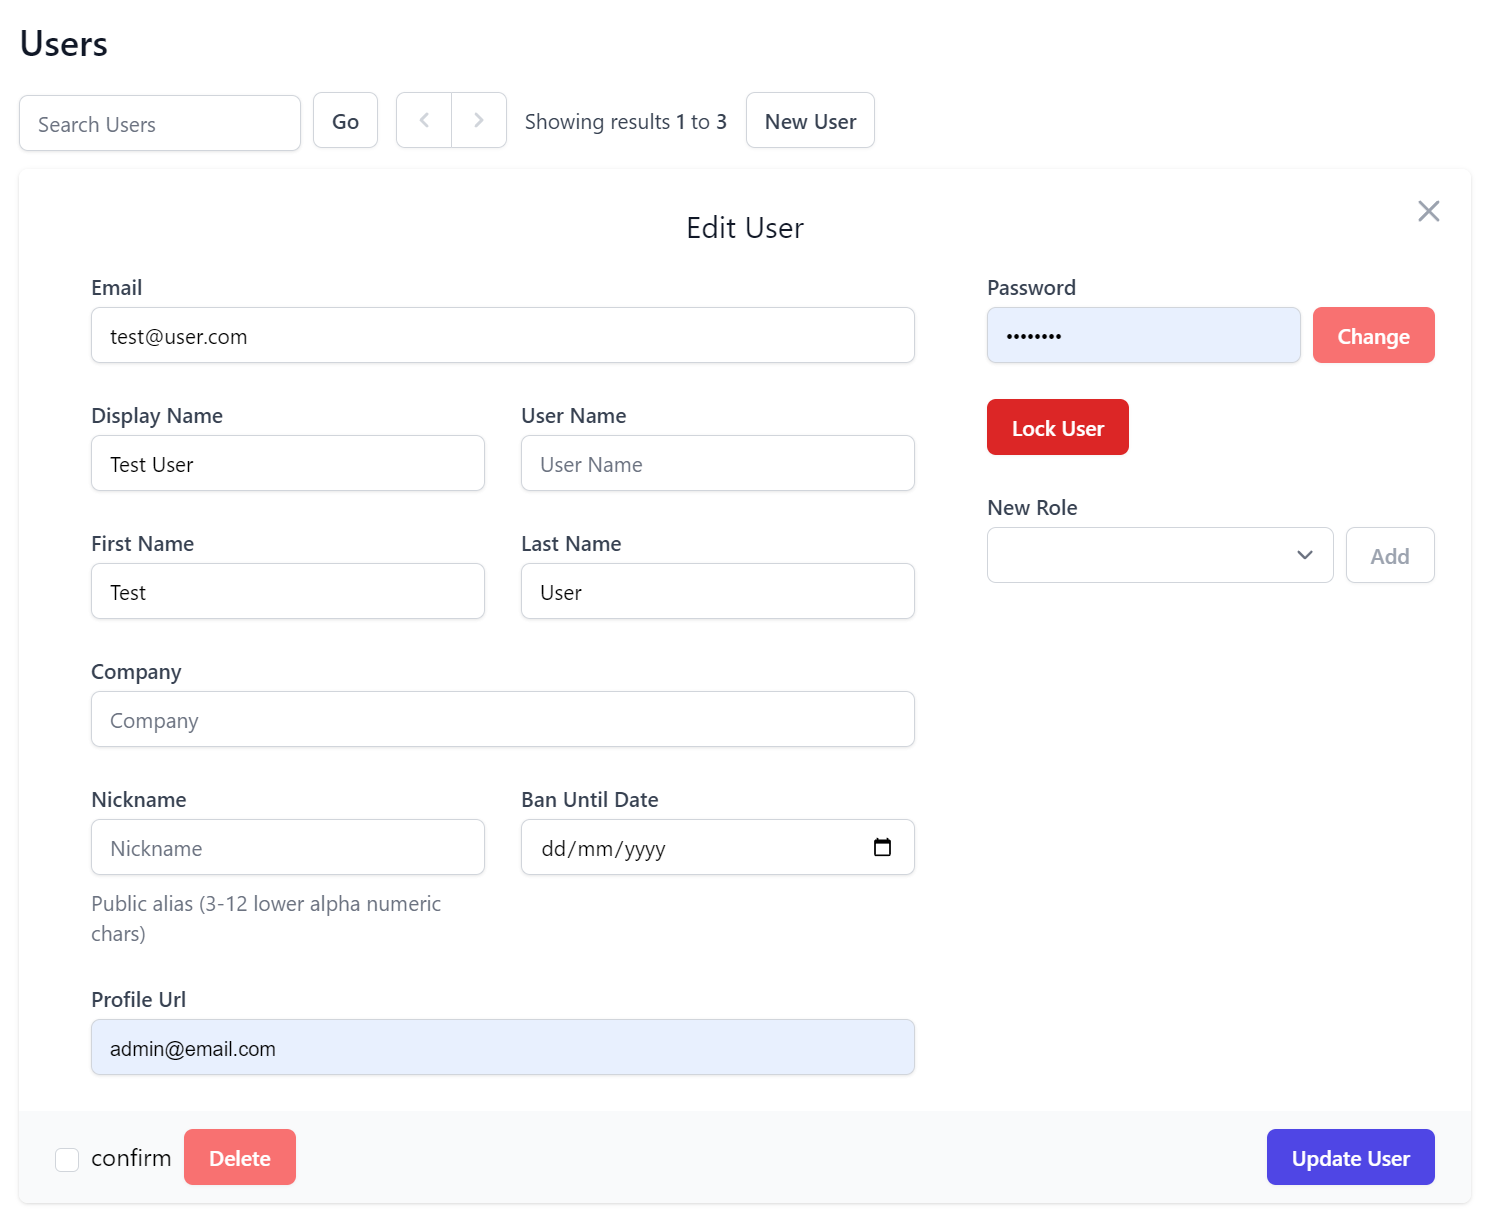 Users
Search Users Go Showing results 1 to 3 New User
Edit User
Email
test@user.com
Password
•••••••• Change
Lock User
Display Name User Name
Test User User Name
New Role
Add
First Name Last Name
Test User
Company
Company
Nickname Ban Until Date
Nickname dd/mm/yyyy
Public alias (3-12 lower alpha numeric
chars)
Profile Url
admin@email.com
confirm Delete Update User